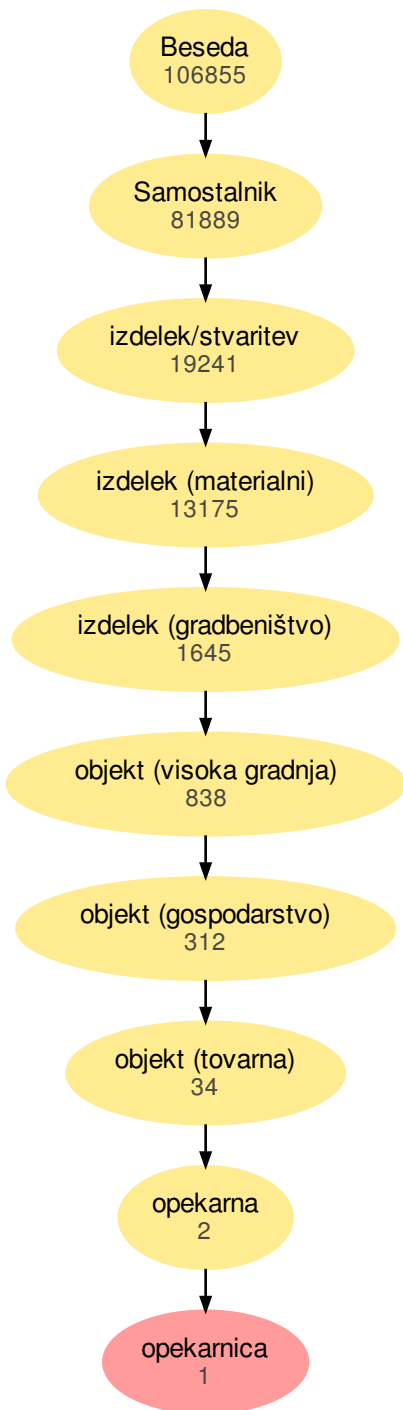 Beseda
106855
Samostalnik
81889
izdelek/stvaritev
19241
izdelek (materialni)
13175
izdelek (gradbeništvo)
1645
objekt (visoka gradnja)
838
objekt (gospodarstvo)
312
objekt (tovarna)
34
opekarna
2
opekarnica
1